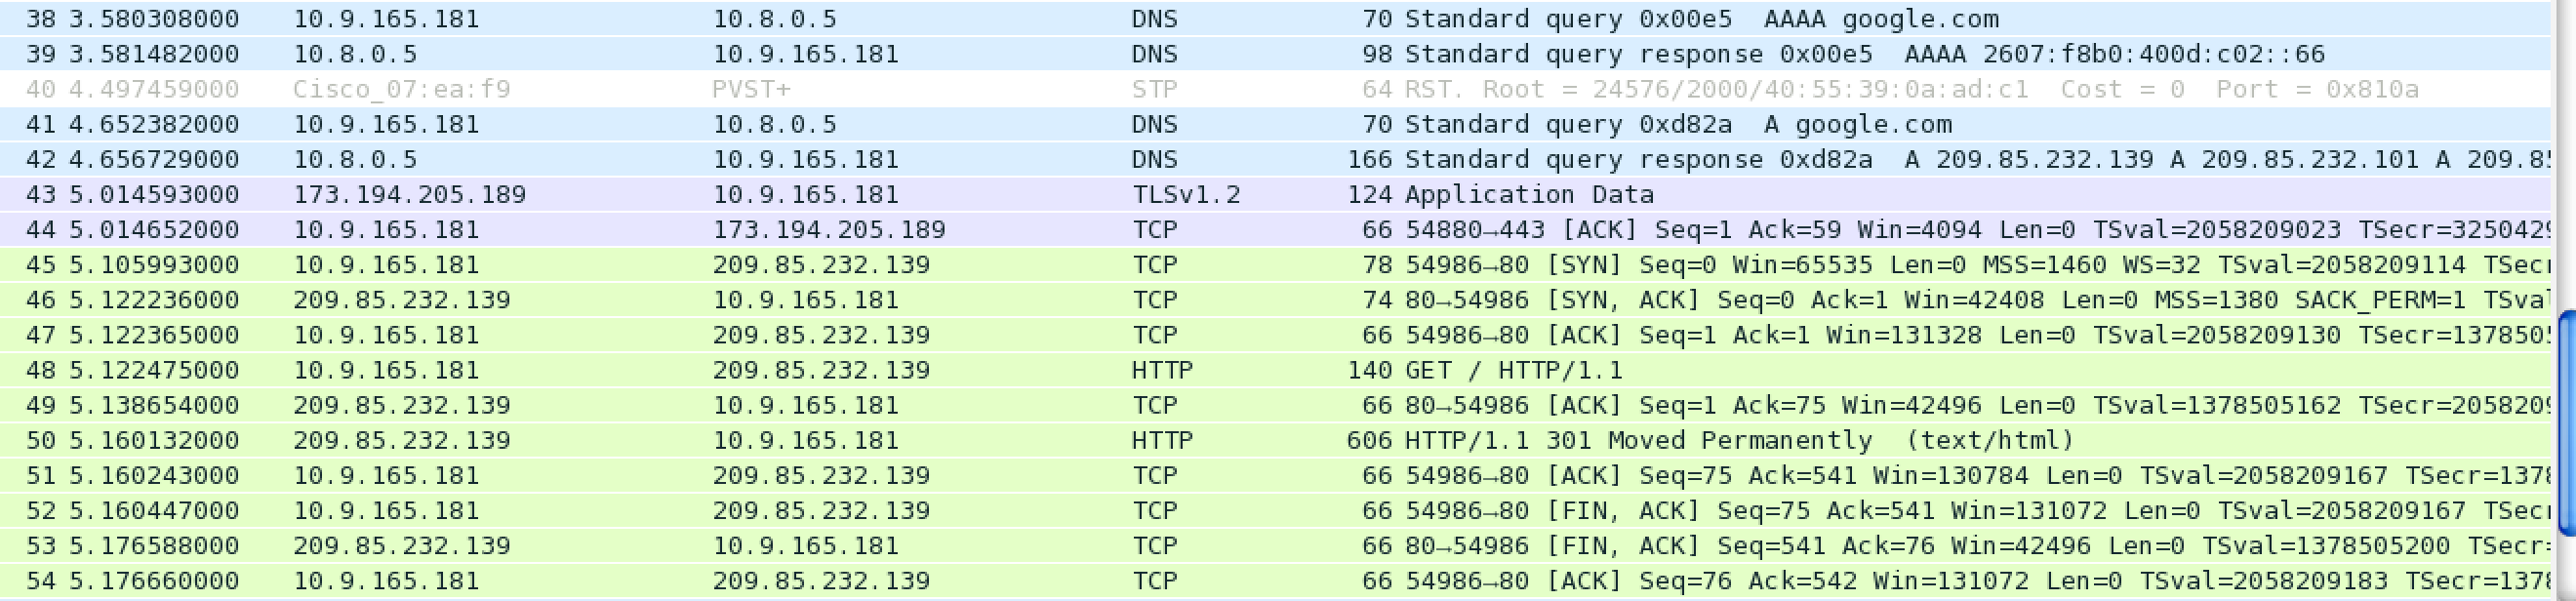 38 3.580308000 10.9.165.181 10.8.0.5 DNS 70 Standard query 0x00e5 AAAA google.com
39 3.581482000 10.8.0.5 10.9.165.181 DNS 98 Standard query response 0x00e5 AAAA 2607:f8b0:400d:c02::66
40 4.497459000 Cisco_07:ea:f9 PVST+ STP 64 RST. Root = 24576/2000/40:55:39:0a:ad:c1 Cost = 0 Port = 0x810a
41 4.652382000 10.9.165.181 10.8.0.5 DNS 70 Standard query 0xd82a A google.com
42 4.656729000 10.8.0.5 10.9.165.181 DNS 166 Standard query response 0xd82a A 209.85.232.139 A 209.85.232.101 A 209.85
43 5.014593000 173.194.205.189 10.9.165.181 TLSv1.2 124 Application Data
44 5.014652000 10.9.165.181 173.194.205.189 TCP 66 54880→443 [ACK] Seq=1 Ack=59 Win=4094 Len=0 TSval=2058209023 TSecr=3250429
45 5.105993000 10.9.165.181 209.85.232.139 TCP 78 54986→80 [SYN] Seq=0 Win=65535 Len=0 MSS=1460 WS=32 TSval=2058209114 TSecr
46 5.122236000 209.85.232.139 10.9.165.181 TCP 74 80→54986 [SYN, ACK] Seq=0 Ack=1 Win=42408 Len=0 MSS=1380 SACK_PERM=1 TSval
47 5.122365000 10.9.165.181 209.85.232.139 TCP 66 54986→80 [ACK] Seq=1 Ack=1 Win=131328 Len=0 TSval=2058209130 TSecr=1378505
48 5.122475000 10.9.165.181 209.85.232.139 HTTP 140 GET / HTTP/1.1
49 5.138654000 209.85.232.139 10.9.165.181 TCP 66 80→54986 [ACK] Seq=1 Ack=75 Win=42496 Len=0 TSval=1378505162 TSecr=2058209
50 5.160132000 209.85.232.139 10.9.165.181 HTTP 606 HTTP/1.1 301 Moved Permanently (text/html)
51 5.160243000 10.9.165.181 209.85.232.139 TCP 66 54986→80 [ACK] Seq=75 Ack=541 Win=130784 Len=0 TSval=2058209167 TSecr=1378
52 5.160447000 10.9.165.181 209.85.232.139 TCP 66 54986→80 [FIN, ACK] Seq=75 Ack=541 Win=131072 Len=0 TSval=2058209167 TSecr
53 5.176588000 209.85.232.139 10.9.165.181 TCP 66 80→54986 [FIN, ACK] Seq=541 Ack=76 Win=42496 Len=0 TSval=1378505200 TSecr=
54 5.176660000 10.9.165.181 209.85.232.139 TCP 66 54986→80 [ACK] Seq=76 Ack=542 Win=131072 Len=0 TSval=2058209183 TSecr=1378